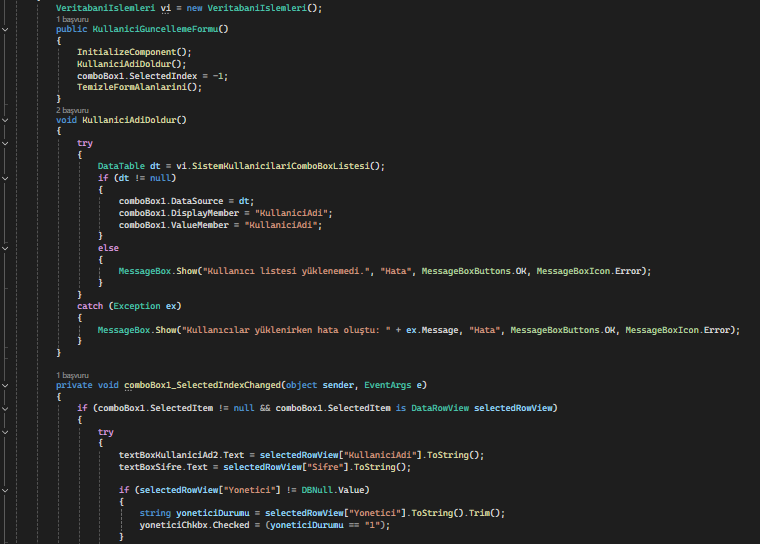 VeritabaniIslemleri vi = new VeritabaniIslemleri();
1 başvuru
public KullaniciGuncellemeFormu()
{
InitializeComponent();
KullaniciAdiDoldur();
comboBox1.SelectedIndex = -1;
TemizleFormAlanlarini();
}
2 başvuru
void KullaniciAdiDoldur()
{
try
{
DataTable dt = vi.SistemKullanicilariComboBoxListesi();
if (dt != null)
{
comboBox1.DataSource = dt;
comboBox1.DisplayMember = "KullaniciAdi";
comboBox1.ValueMember = "KullaniciAdi";
}
else
{
MessageBox.Show("Kullanıcı listesi yüklenemedi.", "Hata", MessageBoxButtons.OK, MessageBoxIcon.Error);
}
}
catch (Exception ex)
{
MessageBox.Show("Kullanıcılar yüklenirken hata oluştu: " + ex.Message, "Hata", MessageBoxButtons.OK, MessageBoxIcon.Error);
}
}
1 başvuru
private void comboBox1_SelectedIndexChanged(object sender, EventArgs e)
{
if (comboBox1.SelectedItem != null && comboBox1.SelectedItem is DataRowView selectedRowView)
{
try
{
textBoxKullaniciAd2.Text = selectedRowView["KullaniciAdi"].ToString();
textBoxSifre.Text = selectedRowView["Sifre"].ToString();
if (selectedRowView["Yonetici"] != DBNull.Value)
{
string yoneticiDurumu = selectedRowView["Yonetici"].ToString().Trim();
yoneticiChkbx.Checked = (yoneticiDurumu == "1");
}